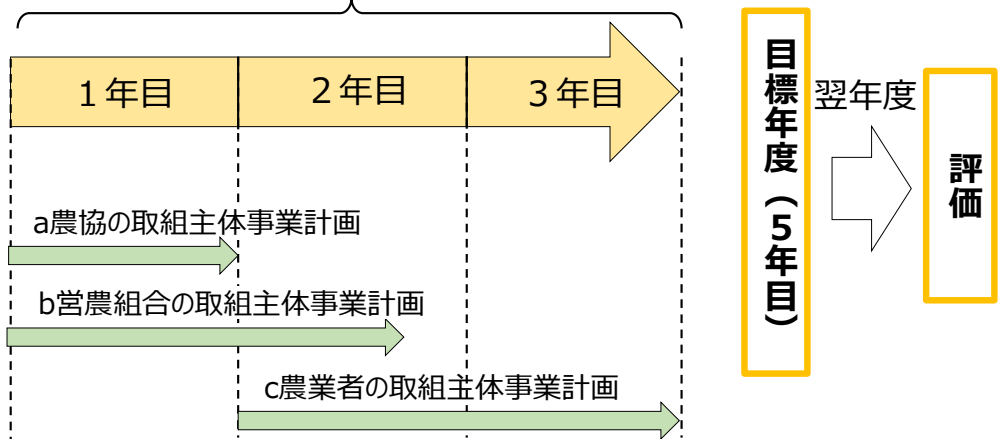 1年目
2年目
3年目
a農協の取組主体事業計画
b営農組合の取組主体事業計画
c農業者の取組主体事業計画
目標年度（5年目）
翌年度
評価